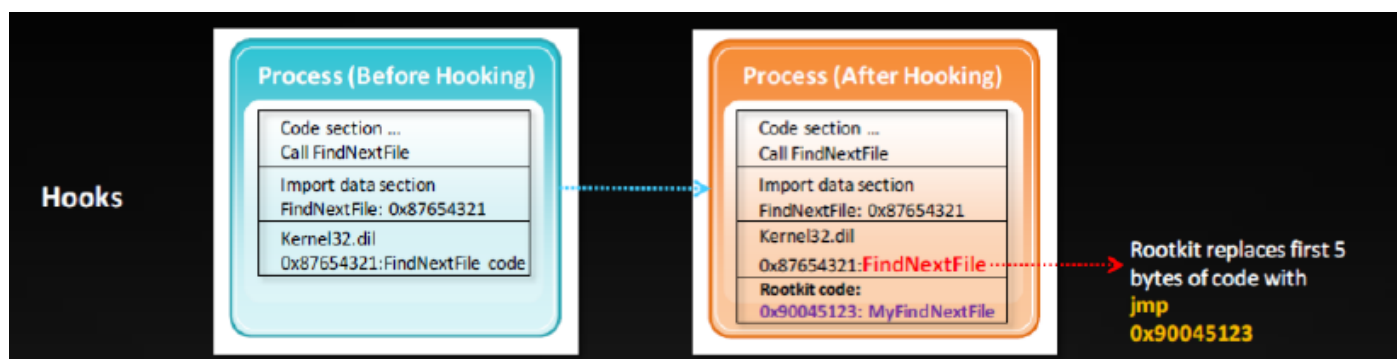 Hooks
Process (Before Hooking)
Code section ...
Call FindNextFile
Import data section
FindNextFile: 0x87654321
Kernel32.dil
0x87654321:FindNextFile code
Process (After Hooking)
Code section ...
Call FindNextFile
Import data section
FindNextFile: 0x87654321
Kernel32.dil
0x87654321:FindNextFile
Rootkit code:
0x90045123: MyFindNextFile
Rootkit replaces first 5
bytes of code with
jmp
0x90045123